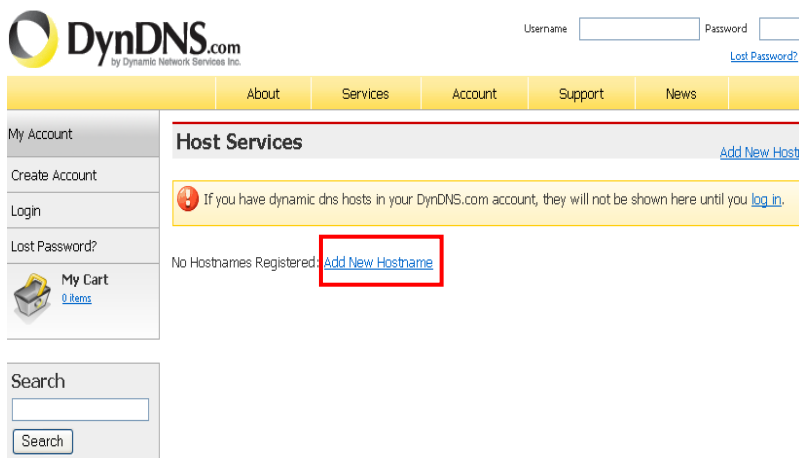 DynDNS.com
by Dynamic Network Services Inc.
Username
Password
Lost Password?
About
Services
Account
Support
News
My Account
Create Account
Login
Lost Password?
My Cart
0 items
Search
Search
Host Services
Add New
If you have dynamic dns hosts in your DynDNS.com account, they will not be shown here until you log in.
No Hostnames Registered: Add New Hostname